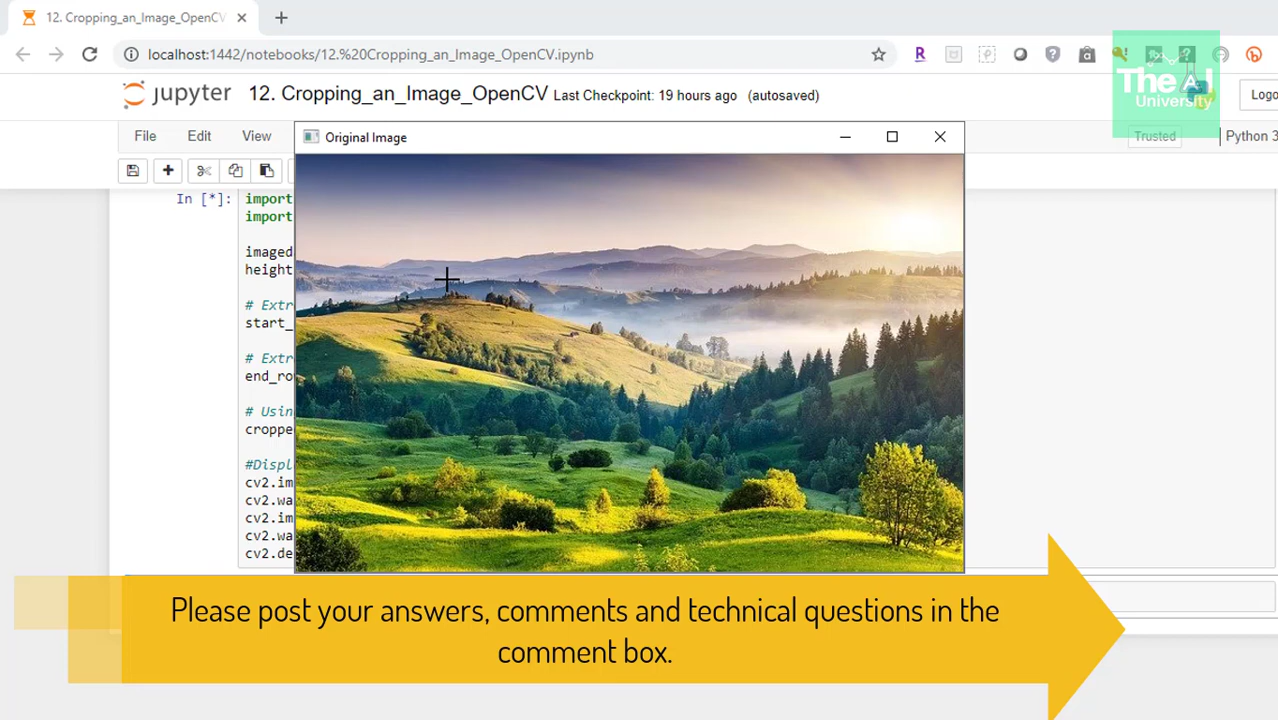 12. Cropping_an_Image_OpenCV
localhost:1442/notebooks/12.%20Cropping_an_Image_OpenCV.ipynb
The A.I
University
jupyter 12. Cropping_an_Image_OpenCV Last Checkpoint: 19 hours ago (autosaved)
Logo
File Edit View
Trusted
Python 3
Original Image
In [*]:
import
import
imaged
height
# Extr
start_
# Extr
end_ro
# Usin
croppe
#Displ
cv2.im
cv2.wa
cv2.im
cv2.wa
cv2.de
Please post your answers, comments and technical questions in the
comment box.